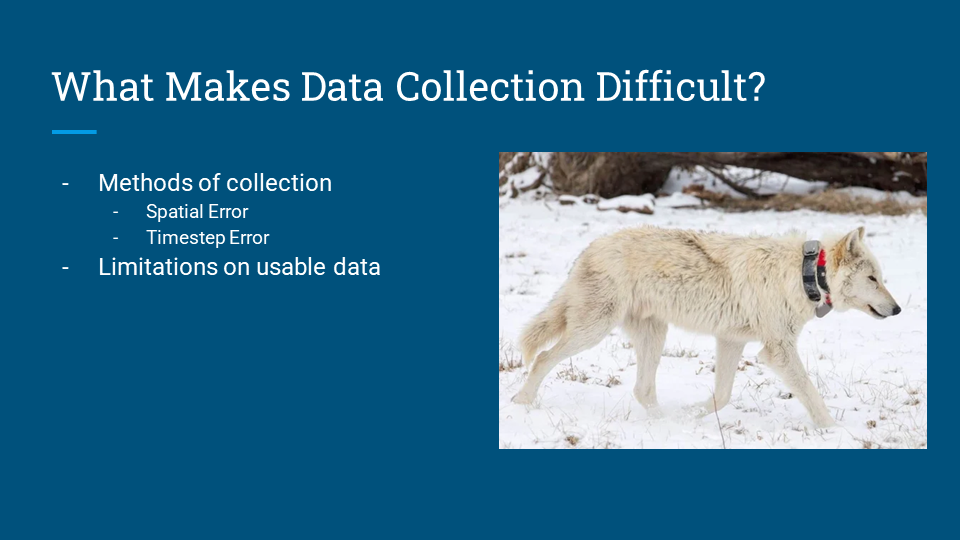 What Makes Data Collection Difficult?
- Methods of collection
- Spatial Error
- Timestep Error
- Limitations on usable data